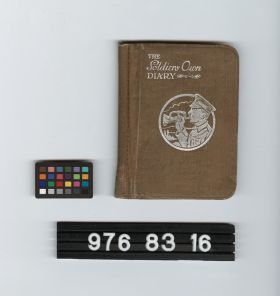 THE
Soldiers Own
DIARY
976 83 16